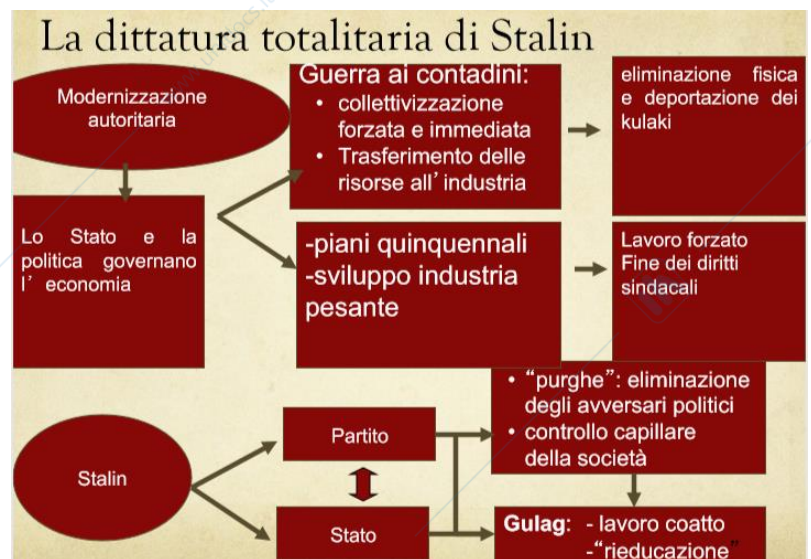 La dittatura totalitaria di Stalin
Modernizzazione
autoritaria
Guerra ai contadini:
• collettivizzazione
forzata e immediata
• Trasferimento delle
risorse all' industria
eliminazione fisica
e deportazione dei
kulaki
Lo Stato e la
politica governano
l' economia
-piani quinquennali
-sviluppo industria
pesante
Lavoro forzato
Fine dei diritti
sindacali
Stalin
Partito
Stato
• “purghe”: eliminazione
degli avversari politici
• controllo capillare
della società
Gulag: - lavoro coatto
-“rieducazione”